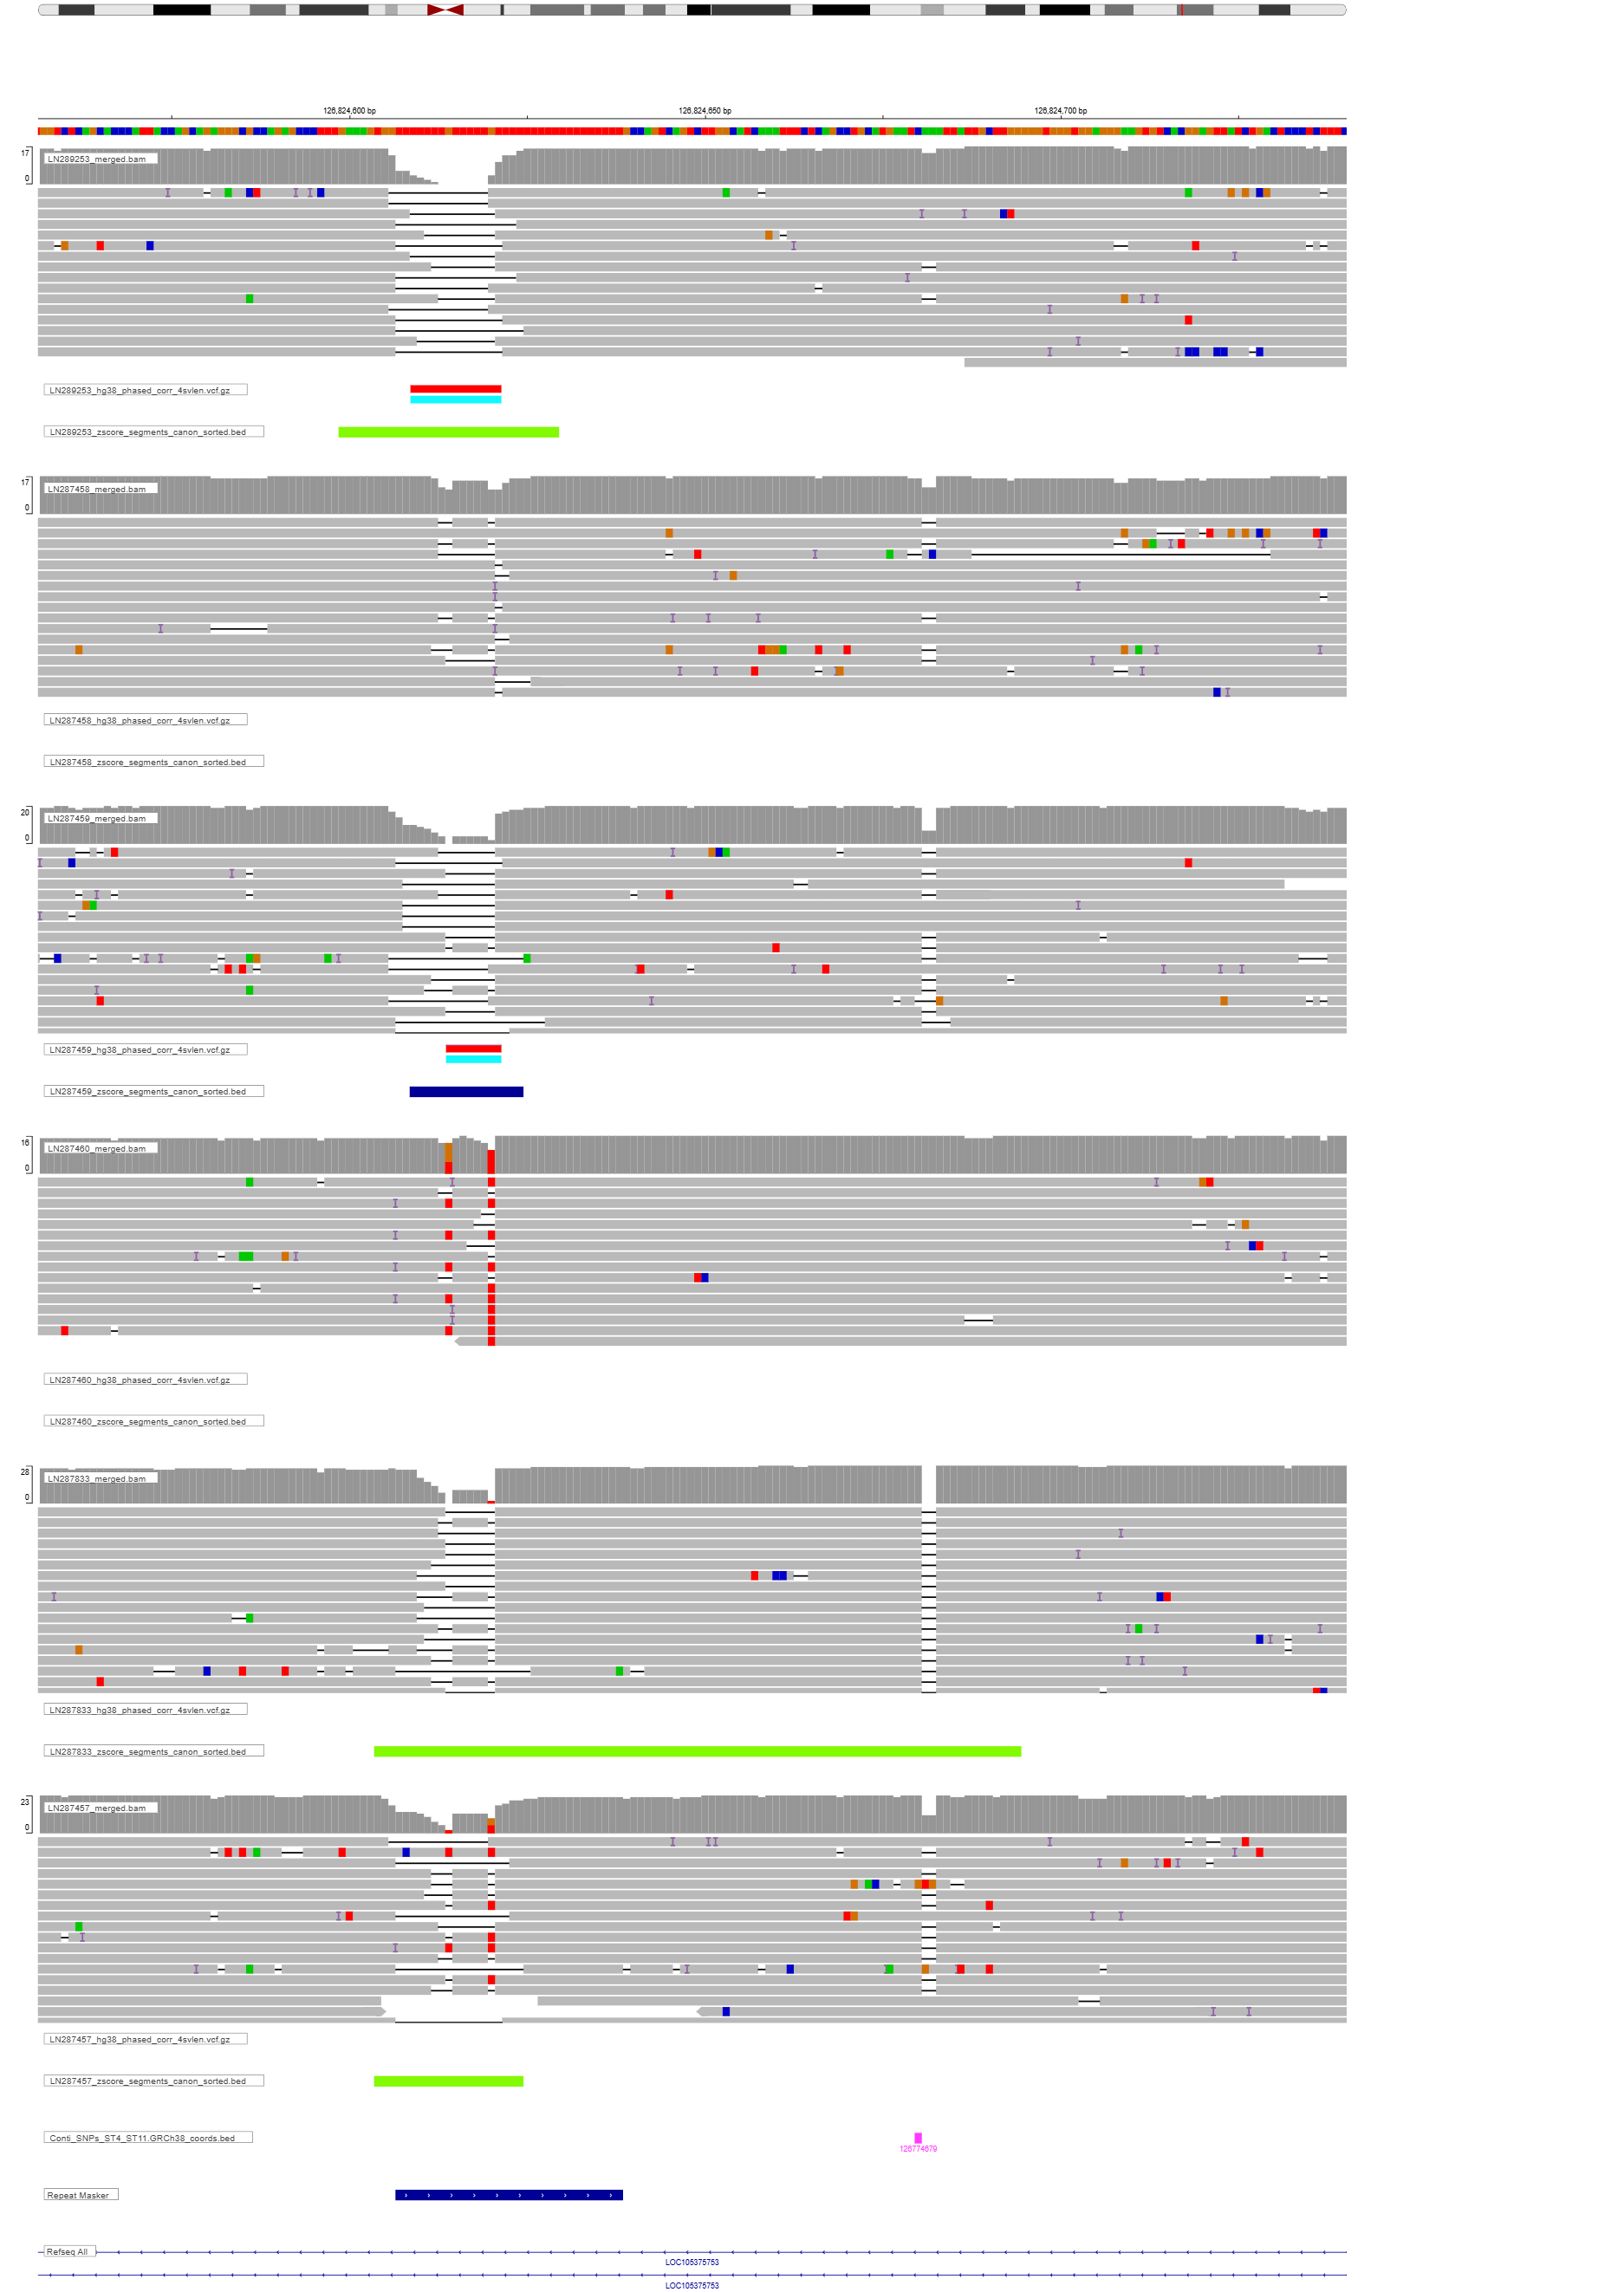 126,824,600 bp 126,824,650 bp 126,824,700 bp
17
LN289253_merged.bam
0
LN289253_hg38_phased_corr_4svlen.vcf.gz
LN289253_zscore_segments_canon_sorted.bed
17
LN287458_merged.bam
0
LN287458_hg38_phased_corr_4svlen.vcf.gz
LN287458_zscore_segments_canon_sorted.bed
20
LN287459_merged.bam
0
LN287459_hg38_phased_corr_4svlen.vcf.gz
LN287459_zscore_segments_canon_sorted.bed
16
LN287460_merged.bam
0
LN287460_hg38_phased_corr_4svlen.vcf.gz
LN287460_zscore_segments_canon_sorted.bed
28
LN287833_merged.bam
0
LN287833_hg38_phased_corr_4svlen.vcf.gz
LN287833_zscore_segments_canon_sorted.bed
23
LN287457_merged.bam
0
LN287457_hg38_phased_corr_4svlen.vcf.gz
LN287457_zscore_segments_canon_sorted.bed
Conti_SNPs_ST4_ST11.GRCh38_coords.bed
126774679
Repeat Masker
Refseq All
LOC105375753
LOC105375753